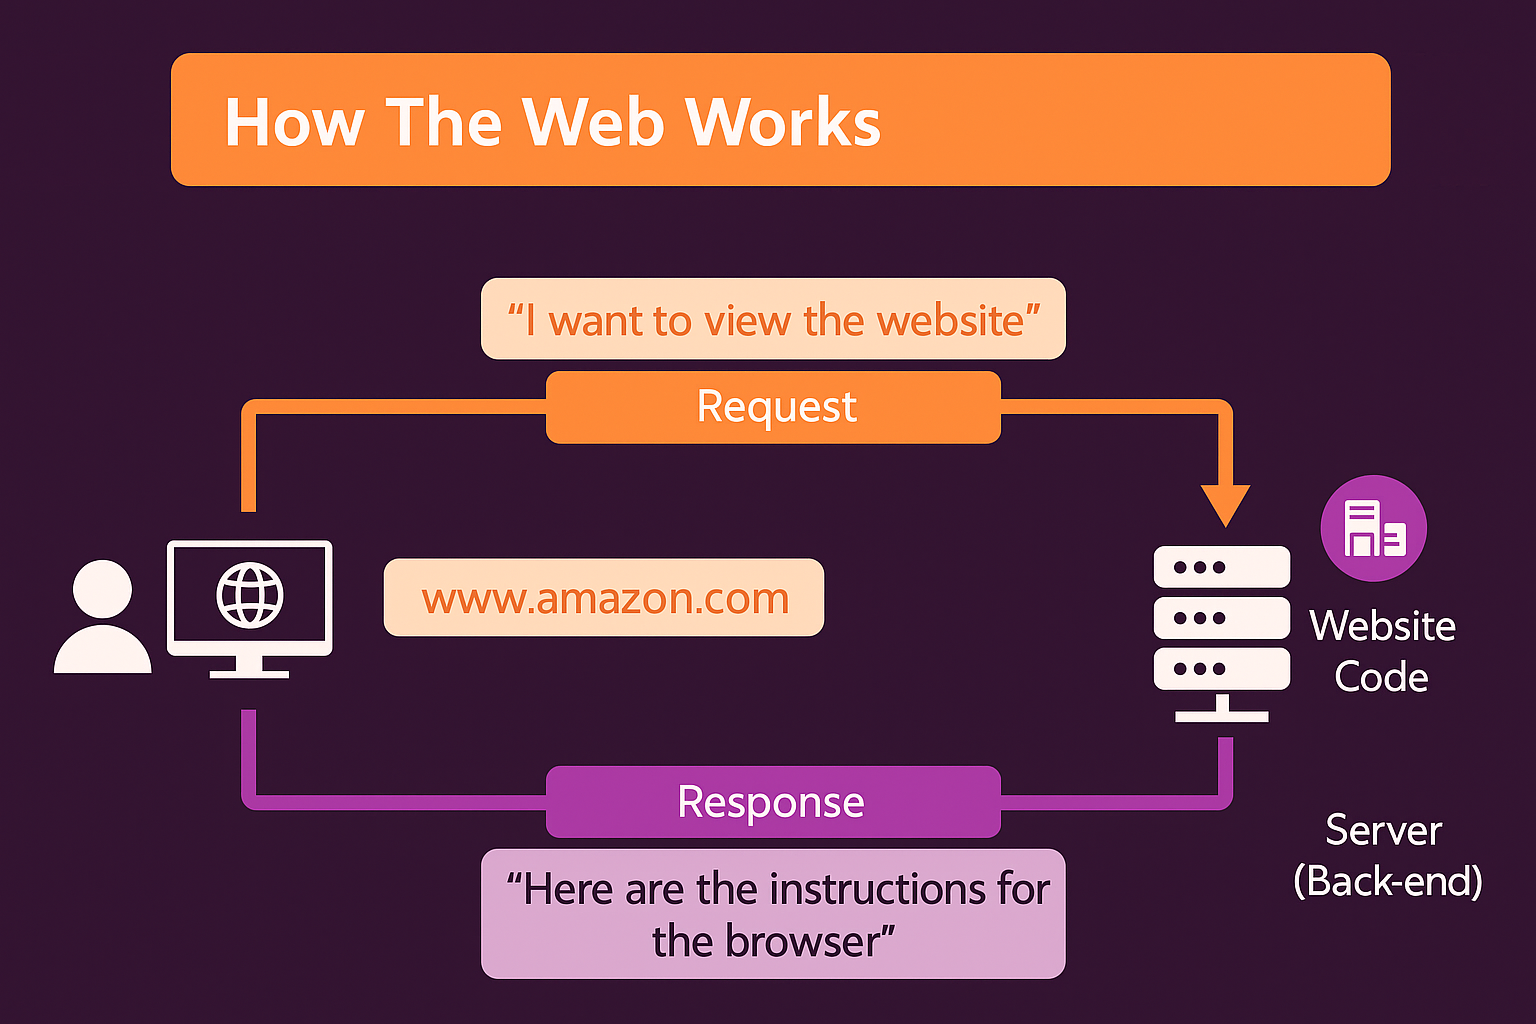 How The Web Works
“I want to view the website”
Request
www.amazon.com
Website
Code
Response
“Here are the instructions for
the browser”
Server
(Back-end)